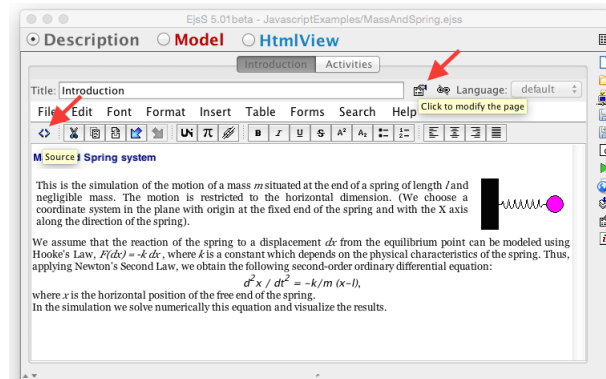 EjsS 5.01beta - JavascriptExamples/MassAndSpring.ejss
Description Model HtmlView
Introduction Activities
Title: Introduction Language: default
File Edit Font Format Insert Table Forms Search Help
Click to modify the page
<> Uni π B I U S A² A₂
Source
Spring system
This is the simulation of the motion of a mass m situated at the end of a spring of length l and
negligible mass. The motion is restricted to the horizontal dimension. (We choose a
coordinate system in the plane with origin at the fixed end of the spring and with the X axis
along the direction of the spring).
We assume that the reaction of the spring to a displacement dx from the equilibrium point can be modeled using
Hooke's Law, F(dx) = -k dx , where k is a constant which depends on the physical characteristics of the spring. Thus,
applying Newton's Second Law, we obtain the following second-order ordinary differential equation:
d²x / dt² = -k/m (x-l),
where x is the horizontal position of the free end of the spring.
In the simulation we solve numerically this equation and visualize the results.